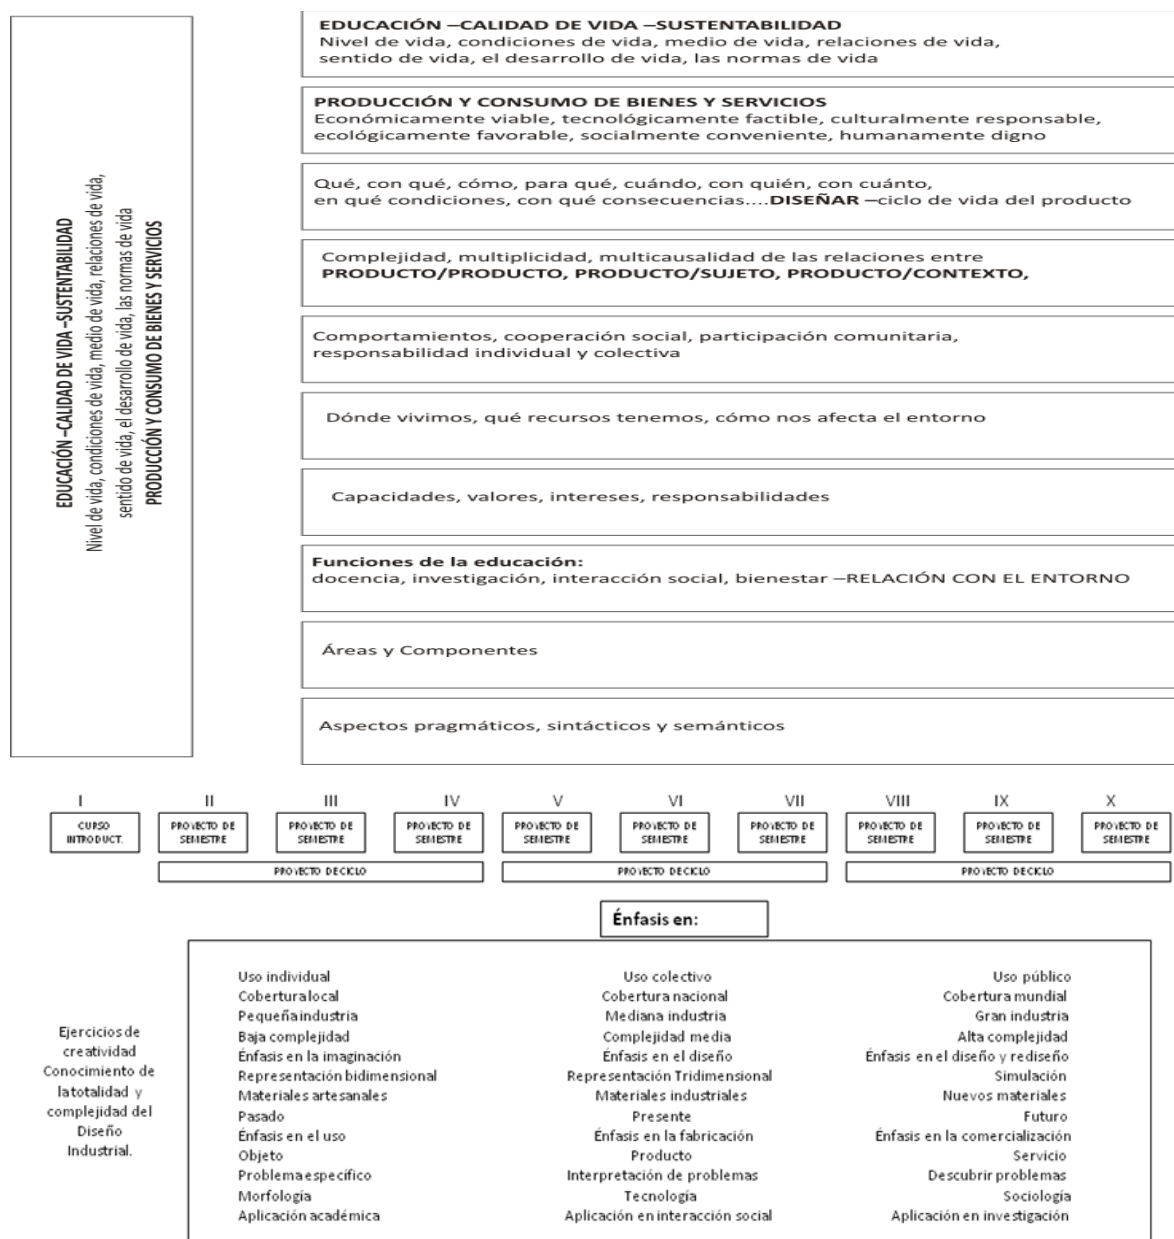 EDUCACIÓN –CALIDAD DE VIDA –SUSTENTABILIDAD
Nivel de vida, condiciones de vida, medio de vida, relaciones de vida,
sentido de vida, el desarrollo de vida, las normas de vida
PRODUCCIÓN Y CONSUMO DE BIENES Y SERVICIOS
EDUCACIÓN –CALIDAD DE VIDA –SUSTENTABILIDAD
Nivel de vida, condiciones de vida, medio de vida, relaciones de vida,
sentido de vida, el desarrollo de vida, las normas de vida
PRODUCCIÓN Y CONSUMO DE BIENES Y SERVICIOS
Económicamente viable, tecnológicamente factible, culturalmente responsable,
ecológicamente favorable, socialmente conveniente, humanamente digno
Qué, con qué, cómo, para qué, cuándo, con quién, con cuánto,
en qué condiciones, con qué consecuencias....DISEÑAR –ciclo de vida del producto
Complejidad, multiplicidad, multicausalidad de las relaciones entre
PRODUCTO/PRODUCTO, PRODUCTO/SUJETO, PRODUCTO/CONTEXTO,
Comportamientos, cooperación social, participación comunitaria,
responsabilidad individual y colectiva
Dónde vivimos, qué recursos tenemos, cómo nos afecta el entorno
Capacidades, valores, intereses, responsabilidades
Funciones de la educación:
docencia, investigación, interacción social, bienestar –RELACIÓN CON EL ENTORNO
Áreas y Componentes
Aspectos pragmáticos, sintácticos y semánticos
I II III IV V VI VII VIII IX X
CURSO
INTRODUCT.
PROYECTO DE
SEMESTRE
PROYECTO DE
SEMESTRE
PROYECTO DE
SEMESTRE
PROYECTO DE
SEMESTRE
PROYECTO DE
SEMESTRE
PROYECTO DE
SEMESTRE
PROYECTO DE
SEMESTRE
PROYECTO DE
SEMESTRE
PROYECTO DE
SEMESTRE
PROYECTO DE CICLO
PROYECTO DE CICLO
PROYECTO DE CICLO
Énfasis en:
Ejercicios de
creatividad
Conocimiento de
la totalidad y
complejidad del
Diseño
Industrial.
Uso individual
Cobertura local
Pequeña industria
Baja complejidad
Énfasis en la imaginación
Representación bidimensional
Materiales artesanales
Pasado
Énfasis en el uso
Objeto
Problema específico
Morfología
Aplicación académica
Uso colectivo
Cobertura nacional
Mediana industria
Complejidad media
Énfasis en el diseño
Representación Tridimensional
Materiales industriales
Presente
Énfasis en la fabricación
Producto
Interpretación de problemas
Tecnología
Aplicación en interacción social
Uso público
Cobertura mundial
Gran industria
Alta complejidad
Énfasis en el diseño y rediseño
Simulación
Nuevos materiales
Futuro
Énfasis en la comercialización
Servicio
Descubrir problemas
Sociología
Aplicación en investigación